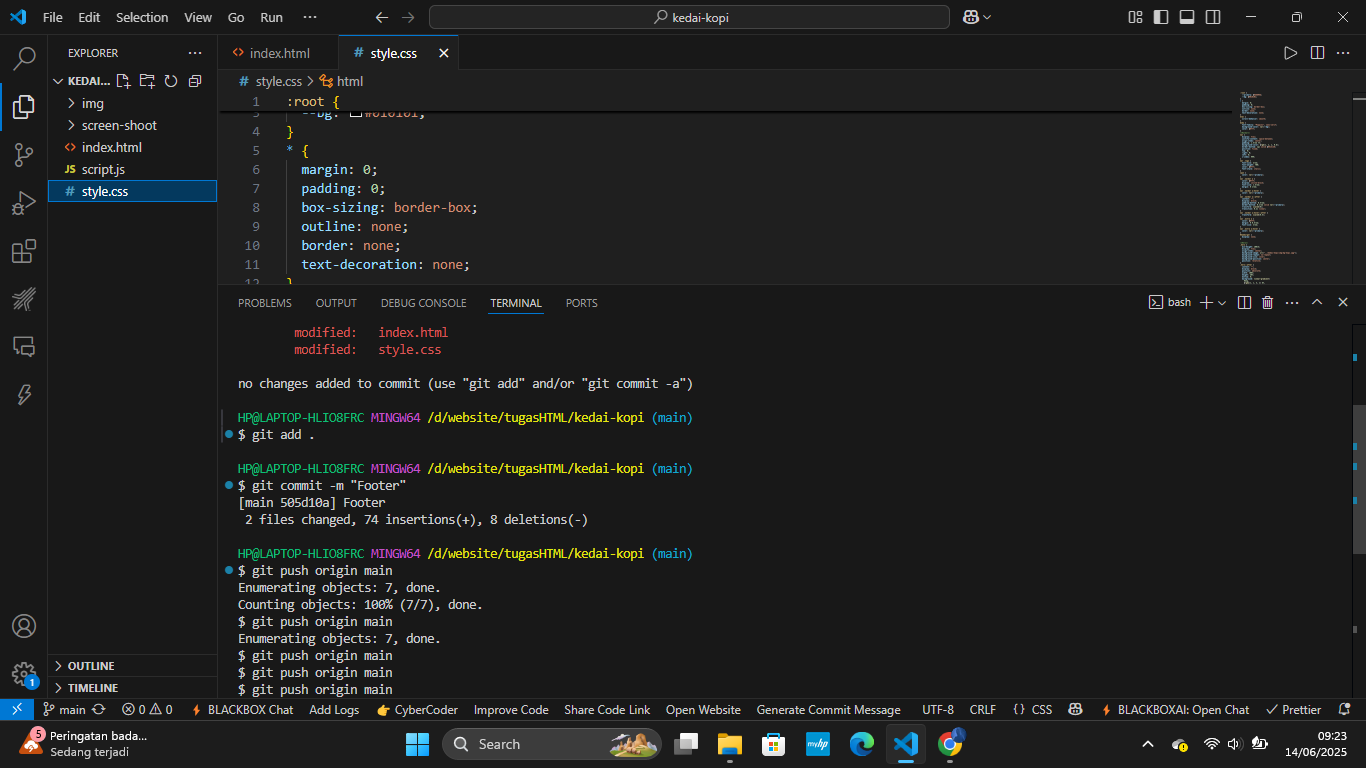 File Edit Selection View Go Run ···
kedai-kopi
EXPLORER
index.html
# style.css
KEDAI...
# style.css > html
img
screen-shoot
index.html
JS script.js
# style.css
1 :root {
3 --bg: #010101;
4 }
5 * {
6 margin: 0;
7 padding: 0;
8 box-sizing: border-box;
9 outline: none;
10 border: none;
11 text-decoration: none;
12 }
PROBLEMS OUTPUT DEBUG CONSOLE TERMINAL PORTS
bash
modified: index.html
modified: style.css
no changes added to commit (use "git add" and/or "git commit -a")
HP@LAPTOP-HLIO8FRC MINGW64 /d/website/tugasHTML/kedai-kopi (main)
$ git add .
HP@LAPTOP-HLIO8FRC MINGW64 /d/website/tugasHTML/kedai-kopi (main)
$ git commit -m "Footer"
[main 505d10a] Footer
2 files changed, 74 insertions(+), 8 deletions(-)
HP@LAPTOP-HLIO8FRC MINGW64 /d/website/tugasHTML/kedai-kopi (main)
$ git push origin main
Enumerating objects: 7, done.
Counting objects: 100% (7/7), done.
$ git push origin main
Enumerating objects: 7, done.
$ git push origin main
$ git push origin main
$ git push origin main
OUTLINE
TIMELINE
1
main
0 0
BLACKBOX Chat
Add Logs
CyberCoder
Improve Code
Share Code Link
Open Website
Generate Commit Message
UTF-8
CRLF
{} CSS
BLACKBOXAI: Open Chat
Prettier
5
Peringatan bada...
Sedang terjadi
Search
myhp
09:23
14/06/2025